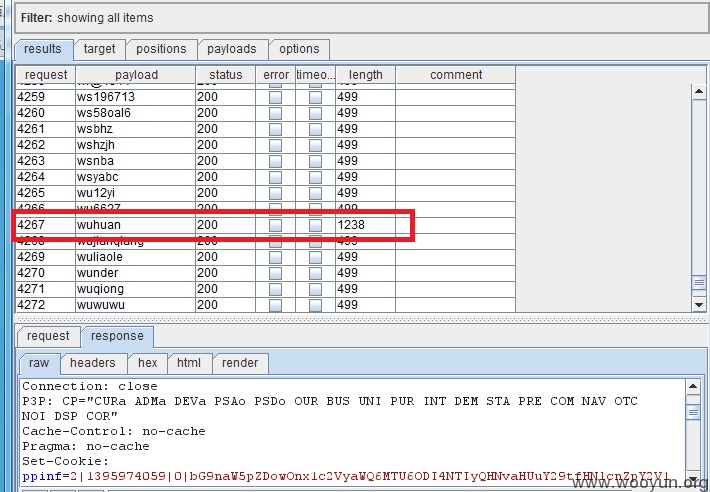 Filter: showing all items
results target positions payloads options
request payload status error timeo... length comment
4259 ws196713 200 499
4260 ws58oal6 200 499
4261 wsbhz 200 499
4262 wshzjh 200 499
4263 wsnba 200 499
4264 wsyabc 200 499
4265 wu12yi 200 499
4266 wu6627 200 499
4267 wuhuan 200 1238
4268 wujianqiang 200 499
4269 wuliaole 200 499
4270 wunder 200 499
4271 wuqiong 200 499
4272 wuwuwu 200 499
request response
raw headers hex html render
Connection: close
P3P: CP="CURa ADMa DEVa PSAo PSDo OUR BUS UNI PUR INT DEM STA PRE COM NAV OTC
NOI DSP COR"
Cache-Control: no-cache
Pragma: no-cache
Set-Cookie:
www.wooyun.org